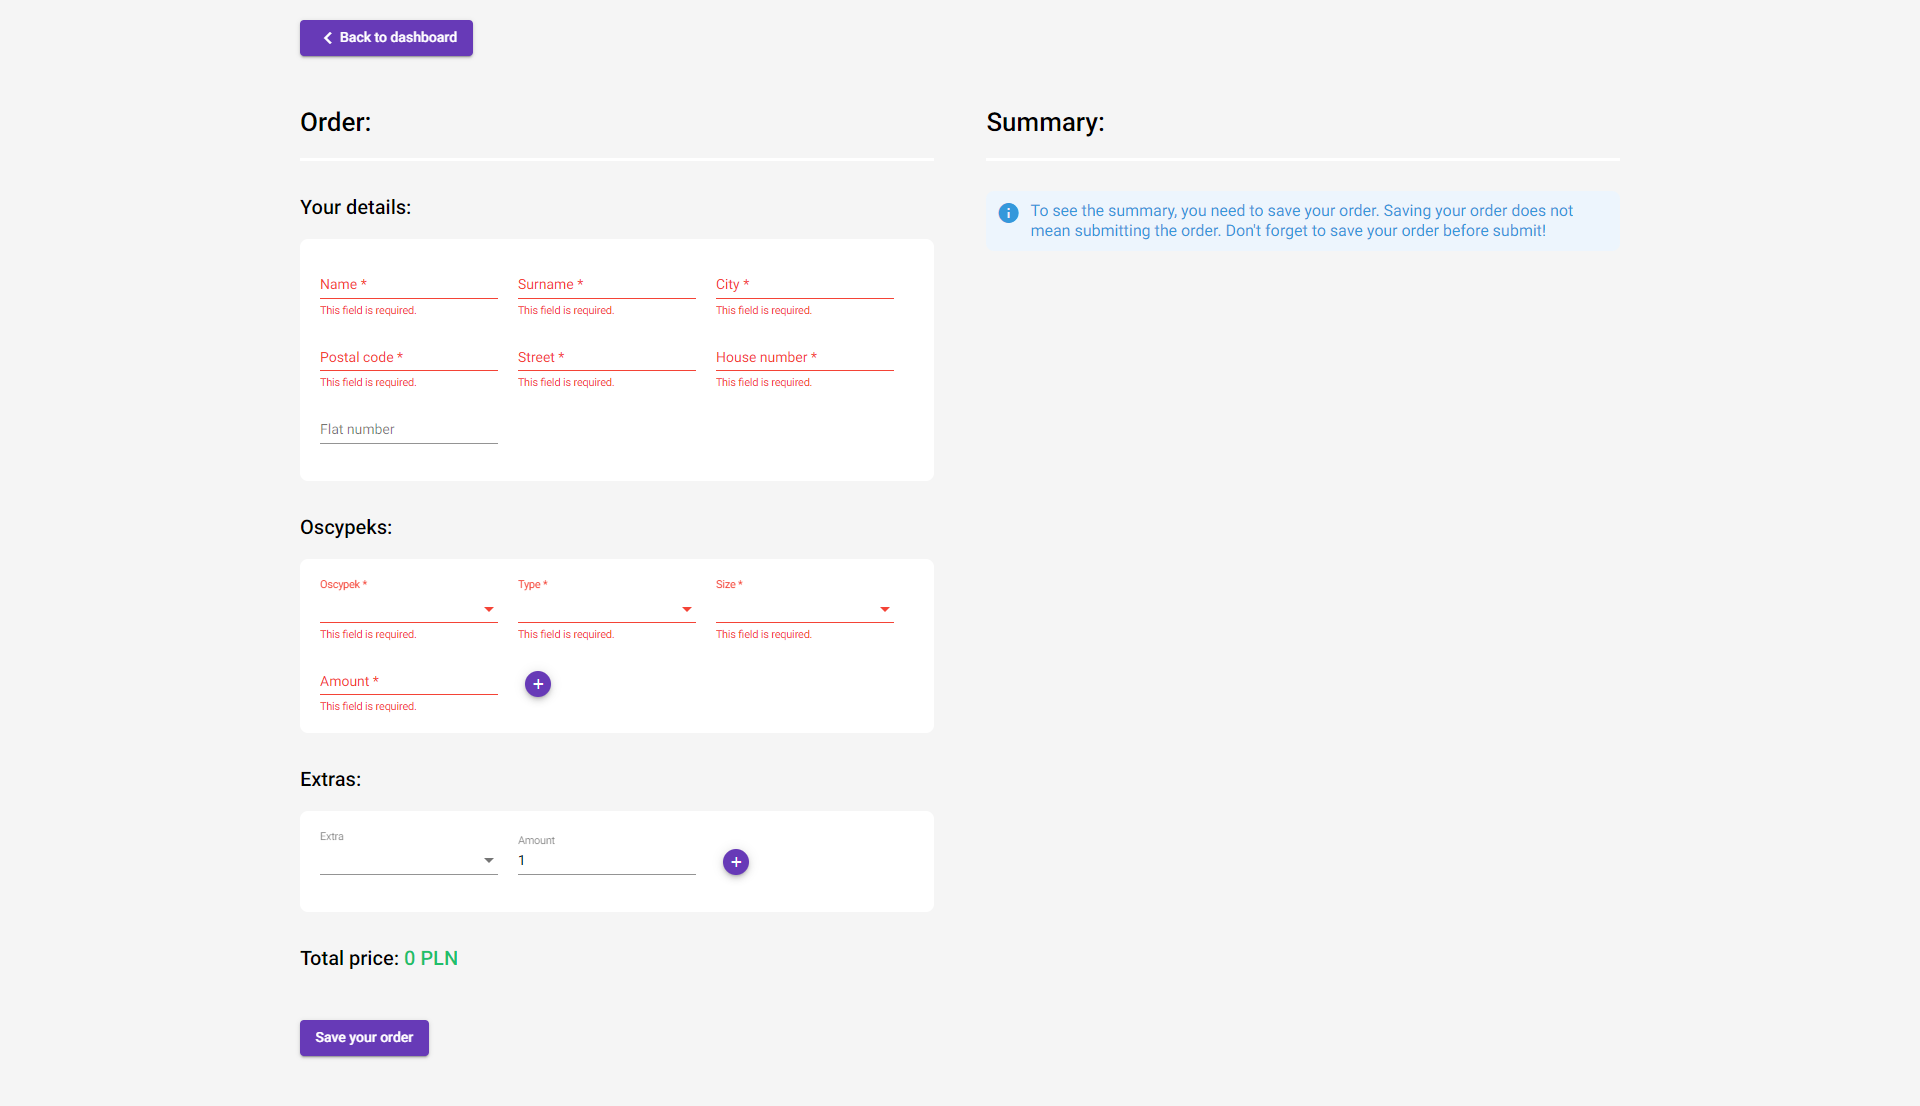 Back to dashboard
Order:
Your details:
Name *
Surname *
City *
This field is required.
This field is required.
This field is required.
Postal code *
Street *
House number *
This field is required.
This field is required.
This field is required.
Flat number
Oscypeks:
Oscypek *
Type *
Size *
This field is required.
This field is required.
This field is required.
Amount *
This field is required.
Extras:
Extra
Amount
1
Total price: 0 PLN
Save your order
Summary:
To see the summary, you need to save your order. Saving your order does not
mean submitting the order. Don't forget to save your order before submit!